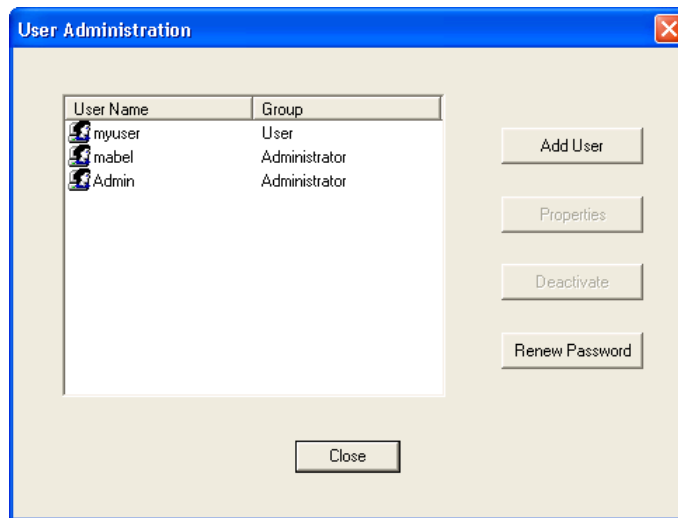 User Administration
User Name Group
myuser User
mabel Administrator
Admin Administrator
Add User
Properties
Deactivate
Renew Password
Close